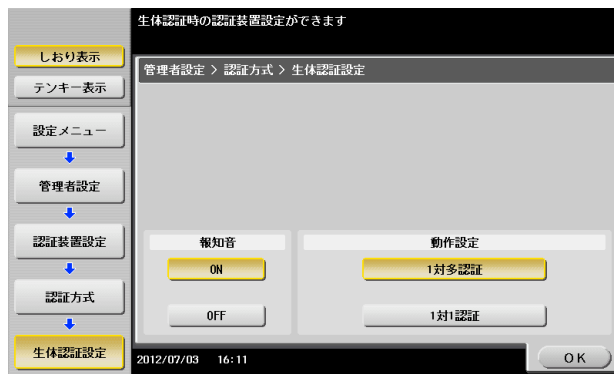 生体認証時の認証装置設定ができます
しおり表示
テンキー表示
管理者設定 > 認証方式 > 生体認証設定
設定メニュー
管理者設定
認証装置設定
認証方式
生体認証設定
報知音
ON
OFF
動作設定
1対多認証
1対1認証
2012/07/03 16:11
OK